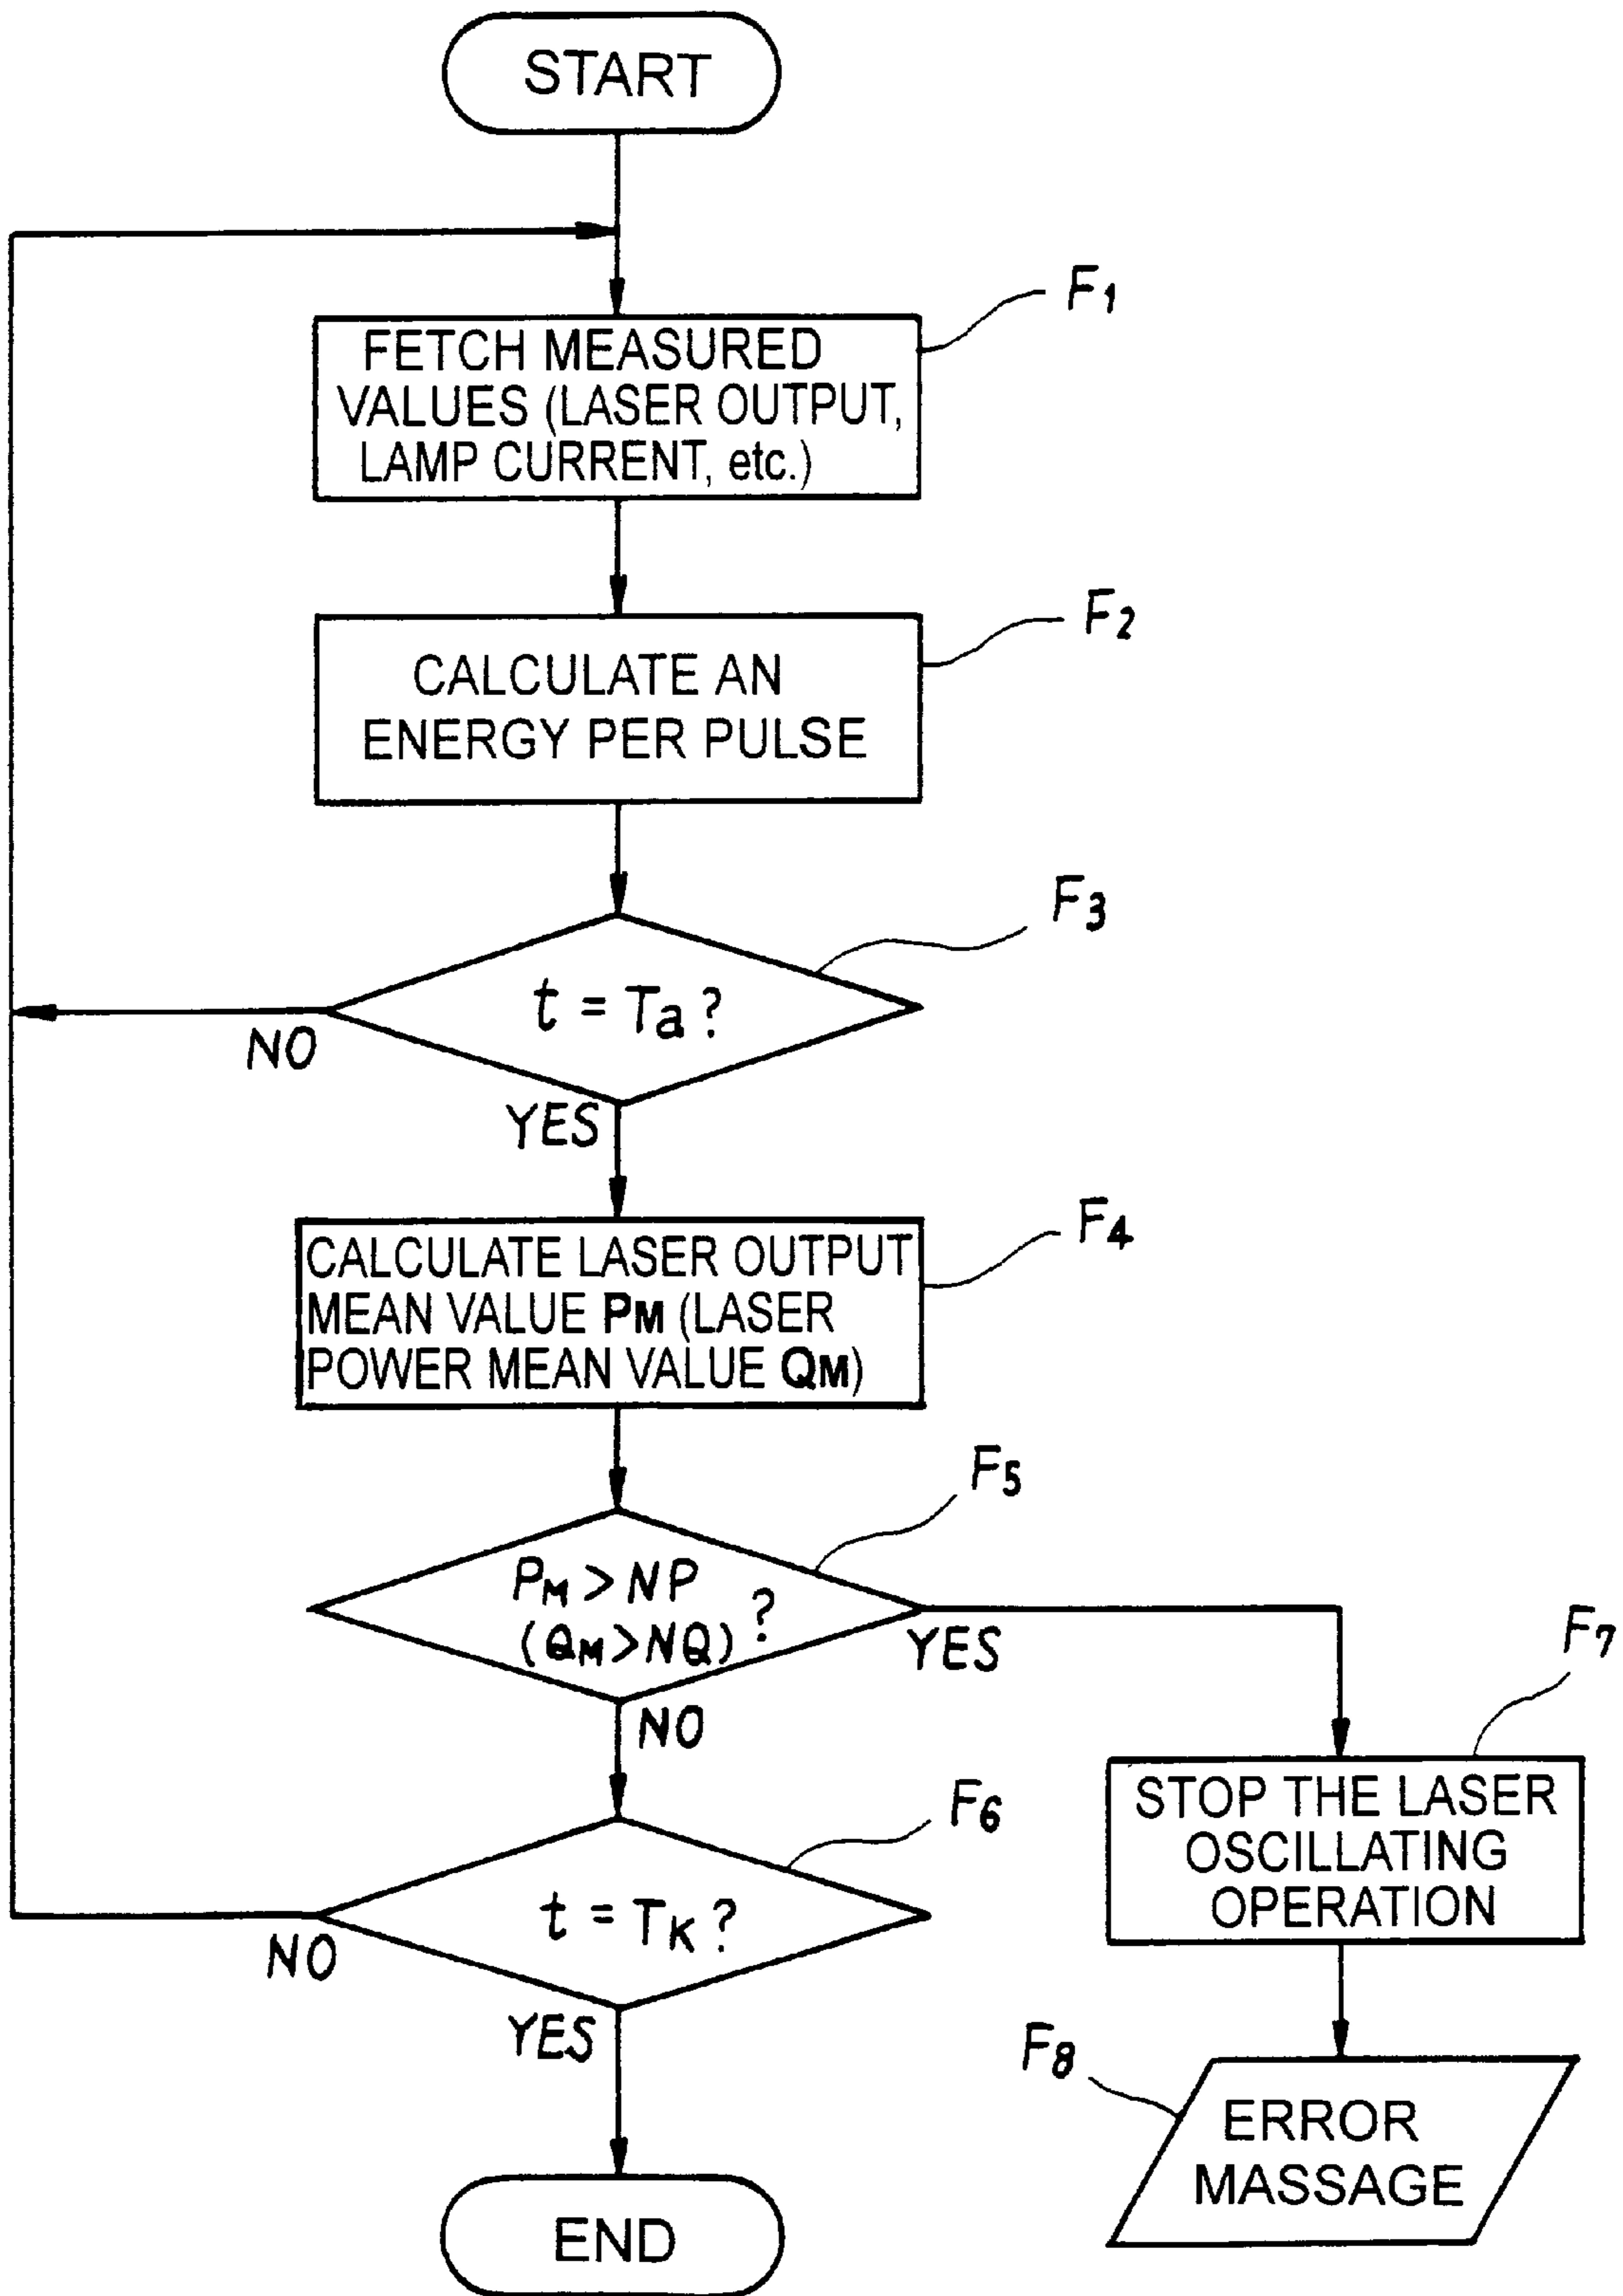 START
F1
FETCH MEASURED
VALUES (LASER OUTPUT,
LAMP CURRENT, etc.)
F2
CALCULATE AN
ENERGY PER PULSE
F3
t = Ta?
NO
YES
F4
CALCULATE LASER OUTPUT
MEAN VALUE PM (LASER
POWER MEAN VALUE QM)
F5
PM > NP
(QM > NQ) ?
YES
NO
F7
STOP THE LASER
OSCILLATING
OPERATION
F6
t = TK?
NO
YES
F8
ERROR
MASSAGE
END